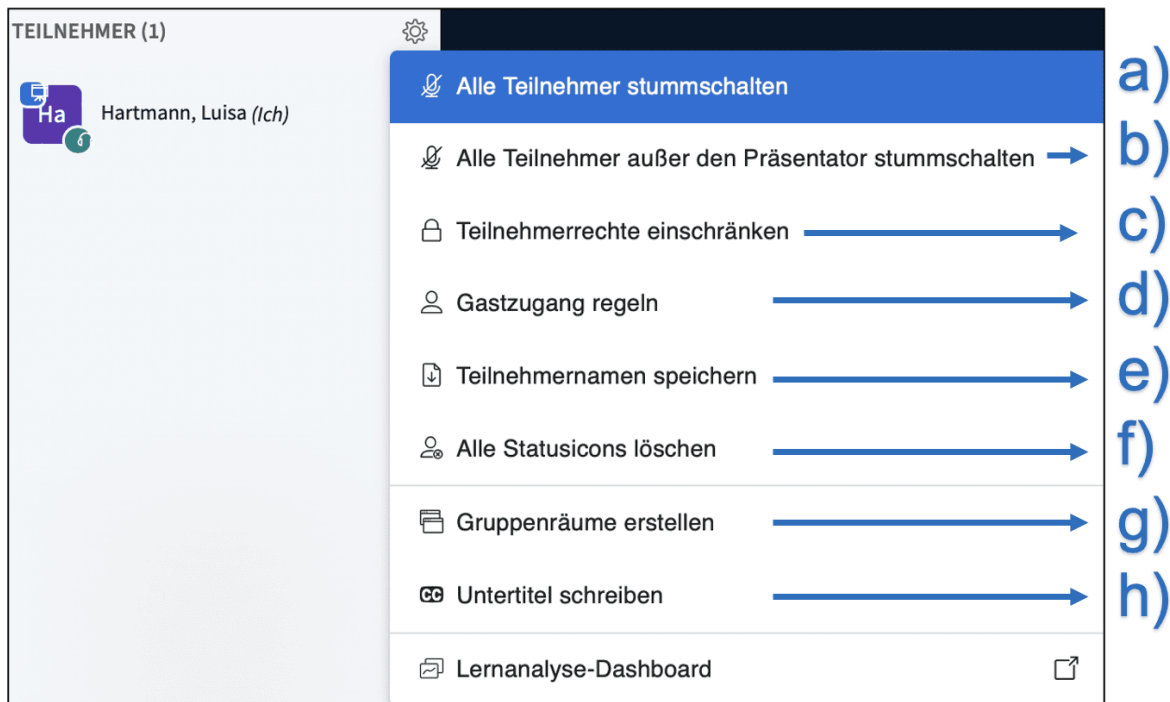 TEILNEHMER (1)
Ha Hartmann, Luisa (Ich)
Alle Teilnehmer stummschalten a)
Alle Teilnehmer außer den Präsentator stummschalten b)
Teilnehmerrechte einschränken c)
Gastzugang regeln d)
Teilnehmernamen speichern e)
Alle Statusicons löschen f)
Gruppenräume erstellen g)
CC Untertitel schreiben h)
Lernanalyse-Dashboard